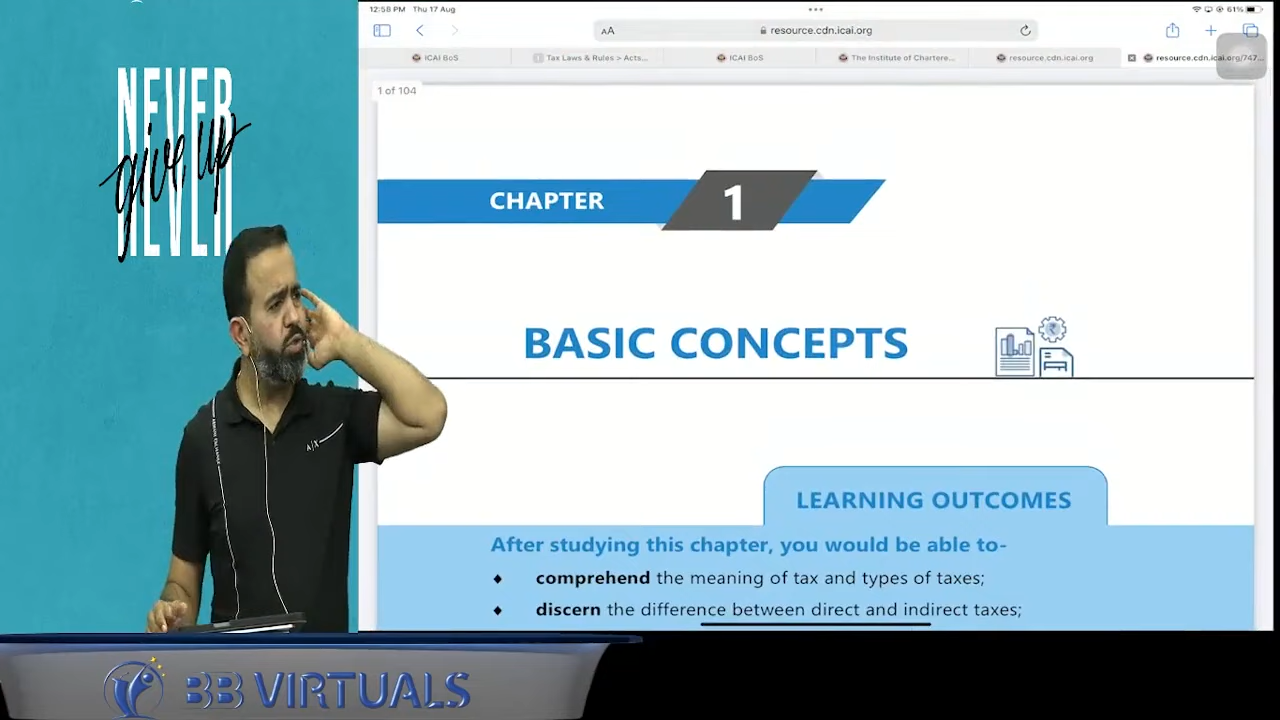 12:58 PM Thu 17 Aug
61%
AA
resource.cdn.icai.org
ICAI BoS
Tax Laws & Rules > Acts...
ICAI BoS
The Institute of Chartere...
resource.cdn.icai.org
resource.cdn.icai.org/747...
1 of 104
NEVER
give up
NEVER
CHAPTER 1
BASIC CONCEPTS
LEARNING OUTCOMES
After studying this chapter, you would be able to-
comprehend the meaning of tax and types of taxes;
discern the difference between direct and indirect taxes;
A|X
BB VIRTUALS